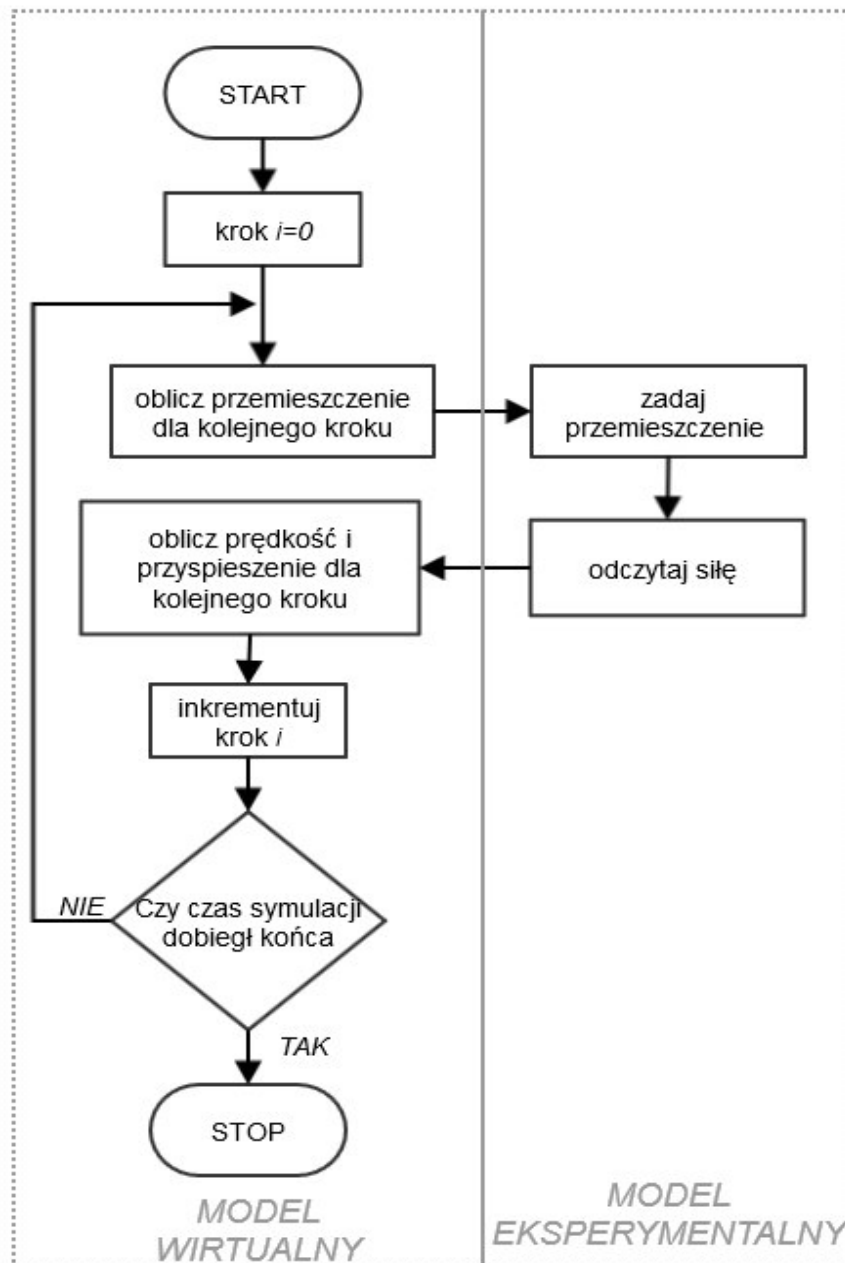 START
krok i=0
oblicz przemieszczenie
dla kolejnego kroku
zadaj
przemieszczenie
oblicz prędkość i
przyspieszenie dla
kolejnego kroku
odczytaj siłę
inkrementuj
krok i
Czy czas symulacji
dobiegł końca
NIE
TAK
STOP
MODEL
WIRTUALNY
MODEL
EKSPERYMENTALNY